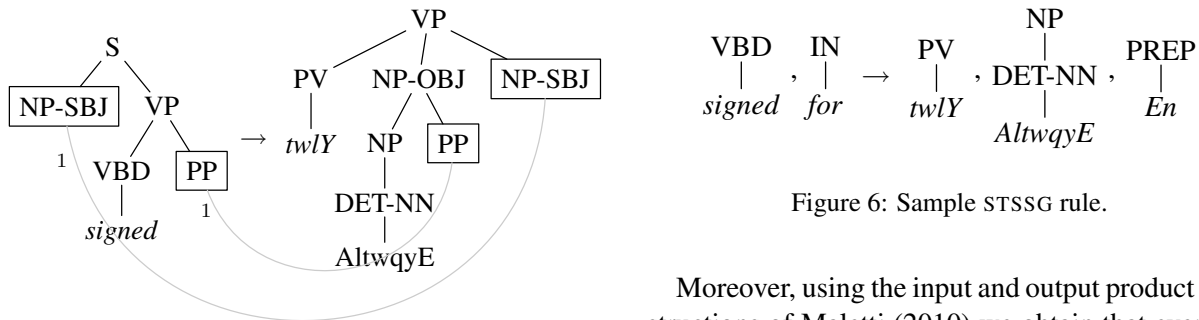 S
NP-SBJ VP
1
VBD PP
signed
1
→
VP
PV NP-OBJ NP-SBJ
twlY NP PP
DET-NN
AltwqyE
NP
VBD , IN → PV , DET-NN , PREP
signed for twlY AltwqyE En
Figure 6: Sample STSSG rule.
Moreover, using the input and output product